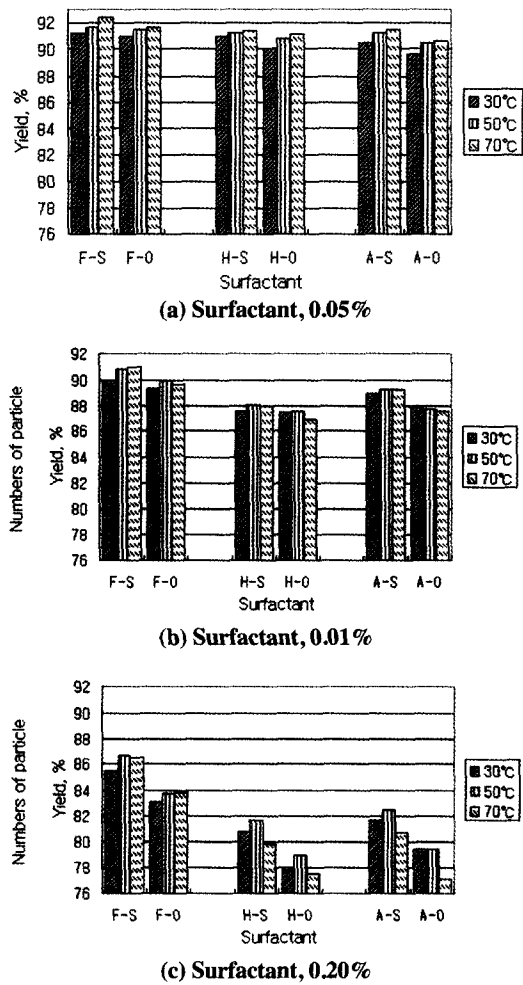 92
90
88
86
84
82
80
78
76
Yield, %
30℃
50℃
70℃
F-S F-O H-S H-O A-S A-O
Surfactant
(a) Surfactant, 0.05%
Numbers of particle
Yield, %
92
90
88
86
84
82
80
78
76
30℃
50℃
70℃
F-S F-O H-S H-O A-S A-O
Surfactant
(b) Surfactant, 0.01%
Numbers of particle
Yield, %
92
90
88
86
84
82
80
78
76
30℃
50℃
70℃
F-S F-O H-S H-O A-S A-O
Surfactant
(c) Surfactant, 0.20%